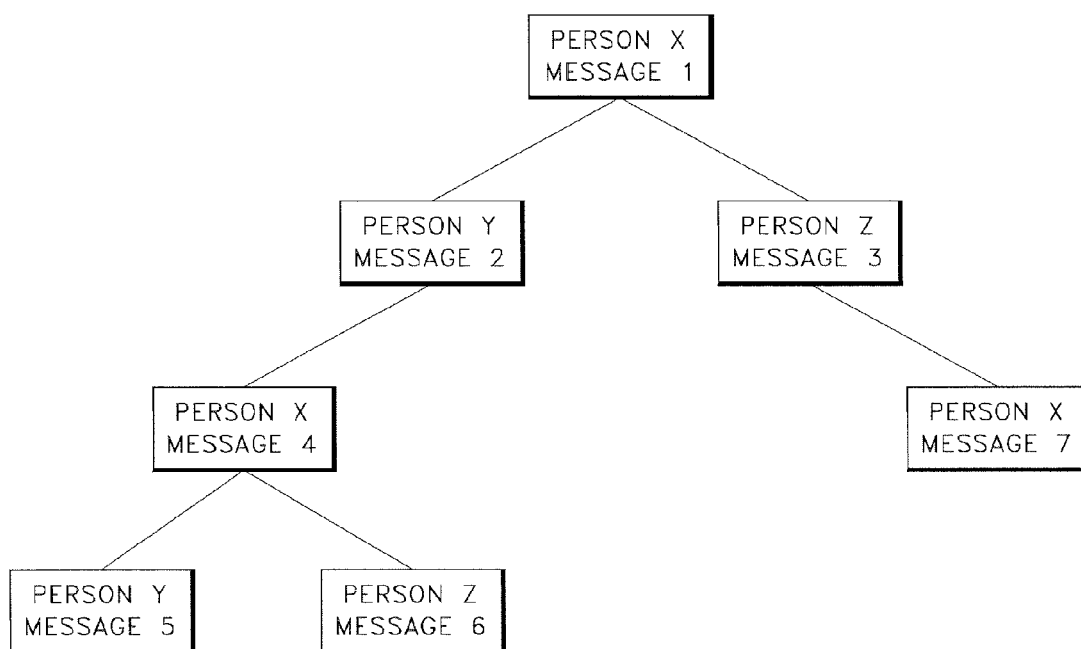 PERSON X
MESSAGE 1
PERSON Y
MESSAGE 2
PERSON Z
MESSAGE 3
PERSON X
MESSAGE 4
PERSON X
MESSAGE 7
PERSON Y
MESSAGE 5
PERSON Z
MESSAGE 6